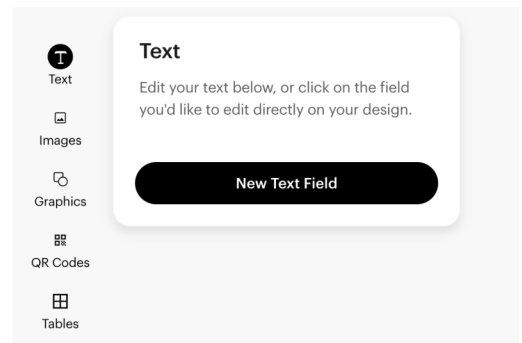 Text
Images
Graphics
QR Codes
Tables
Text
Edit your text below, or click on the field
you'd like to edit directly on your design.
New Text Field